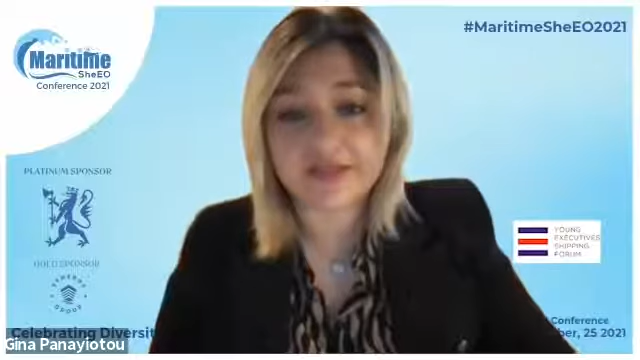 #MaritimeSheEO2021
Maritime
SheEO
Conference 2021
PLATINUM SPONSOR
GOLD SPONSOR
GROUP
YOUNG
EXECUTIVES
SHIPPING
FORUM
Conference
Celebrating Diversit
ber, 25 2021
Gina Panayiotou